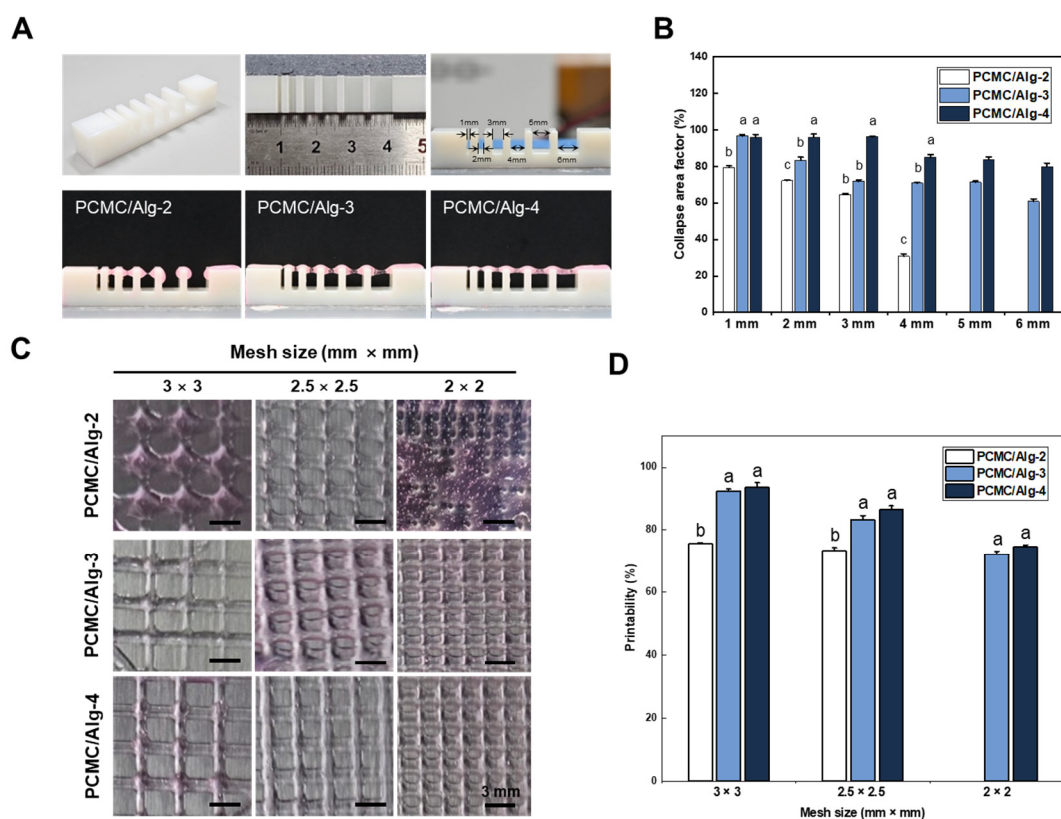 A
1 2 3 4 5
1mm 3mm 5mm
2mm 4mm 6mm
PCMC/Alg-2 PCMC/Alg-3 PCMC/Alg-4
B
Collapse area factor (%)
140
120
100
80
60
40
20
0
PCMC/Alg-2
PCMC/Alg-3
PCMC/Alg-4
b a a
c b a
b b a
c b a
1 mm 2 mm 3 mm 4 mm 5 mm 6 mm
C
Mesh size (mm × mm)
3 × 3 2.5 × 2.5 2 × 2
PCMC/Alg-2
PCMC/Alg-3
PCMC/Alg-4
3 mm
D
Printability (%)
100
80
60
40
20
0
PCMC/Alg-2
PCMC/Alg-3
PCMC/Alg-4
b a a
b a a
a a
3 × 3 2.5 × 2.5 2 × 2
Mesh size (mm × mm)